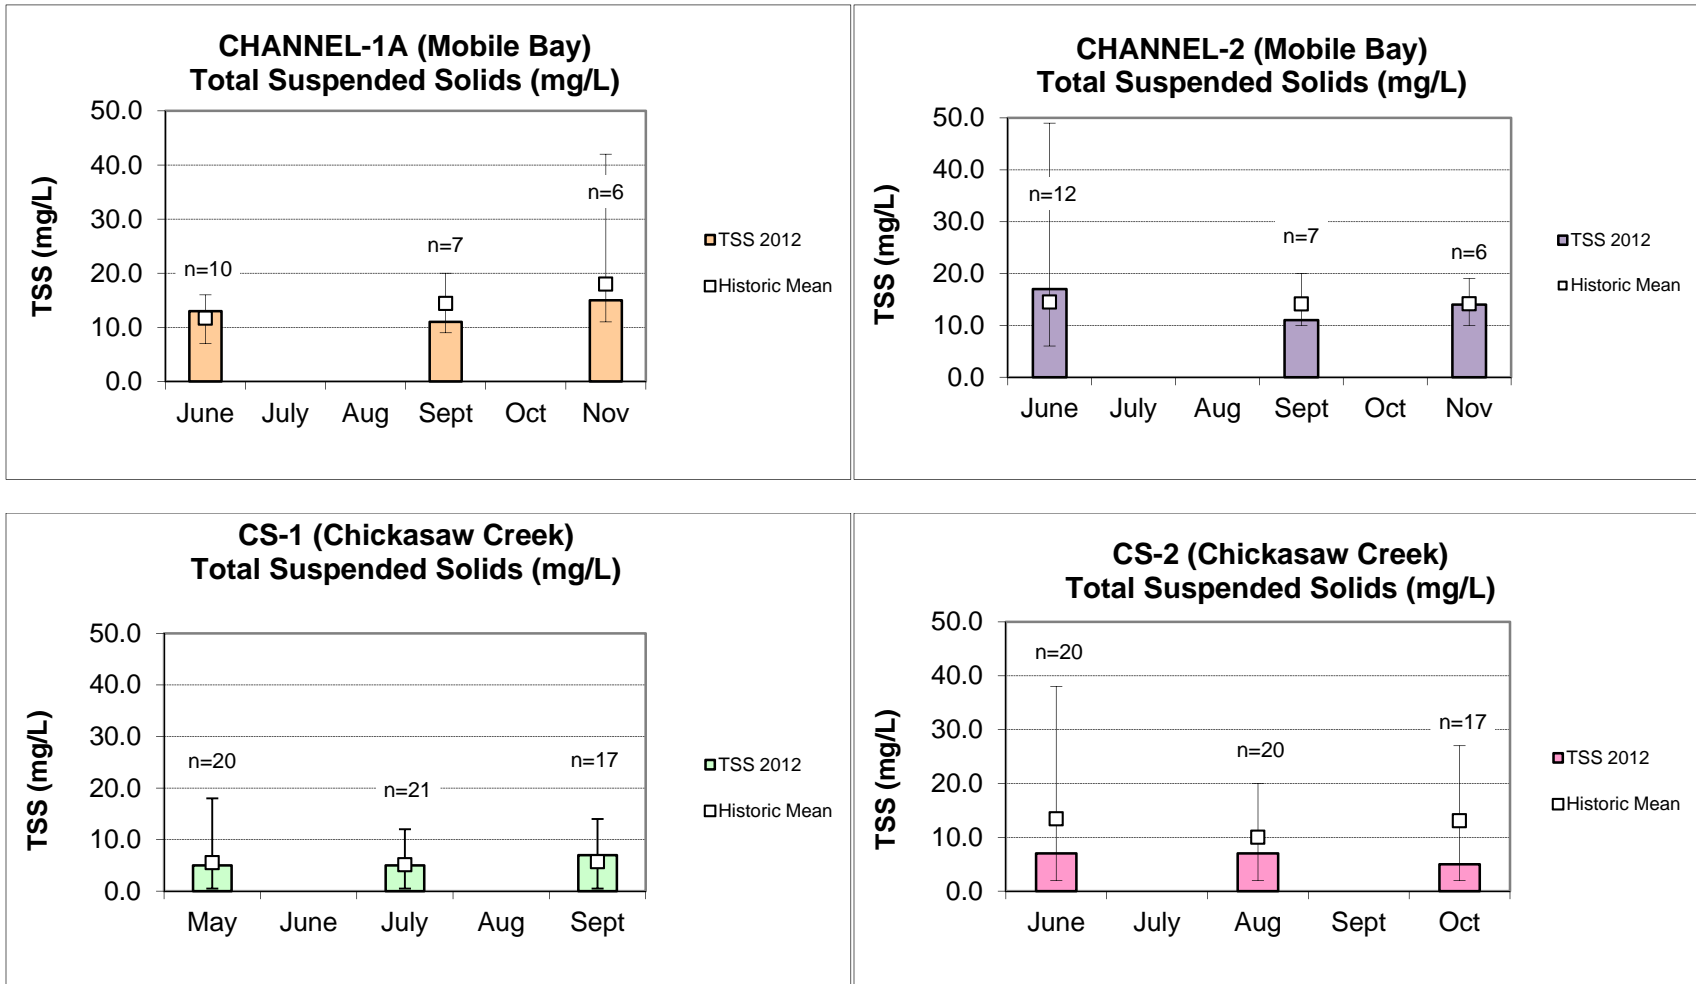 CHANNEL-1A (Mobile Bay)
Total Suspended Solids (mg/L)
TSS (mg/L)
50.0
40.0
30.0
20.0
10.0
0.0
n=10
n=7
n=6
June July Aug Sept Oct Nov
TSS 2012
Historic Mean
CHANNEL-2 (Mobile Bay)
Total Suspended Solids (mg/L)
TSS (mg/L)
50.0
40.0
30.0
20.0
10.0
0.0
n=12
n=7
n=6
June July Aug Sept Oct Nov
TSS 2012
Historic Mean
CS-1 (Chickasaw Creek)
Total Suspended Solids (mg/L)
TSS (mg/L)
50.0
40.0
30.0
20.0
10.0
0.0
n=20
n=21
n=17
May June July Aug Sept
TSS 2012
Historic Mean
CS-2 (Chickasaw Creek)
Total Suspended Solids (mg/L)
TSS (mg/L)
50.0
40.0
30.0
20.0
10.0
0.0
n=20
n=20
n=17
June July Aug Sept Oct
TSS 2012
Historic Mean